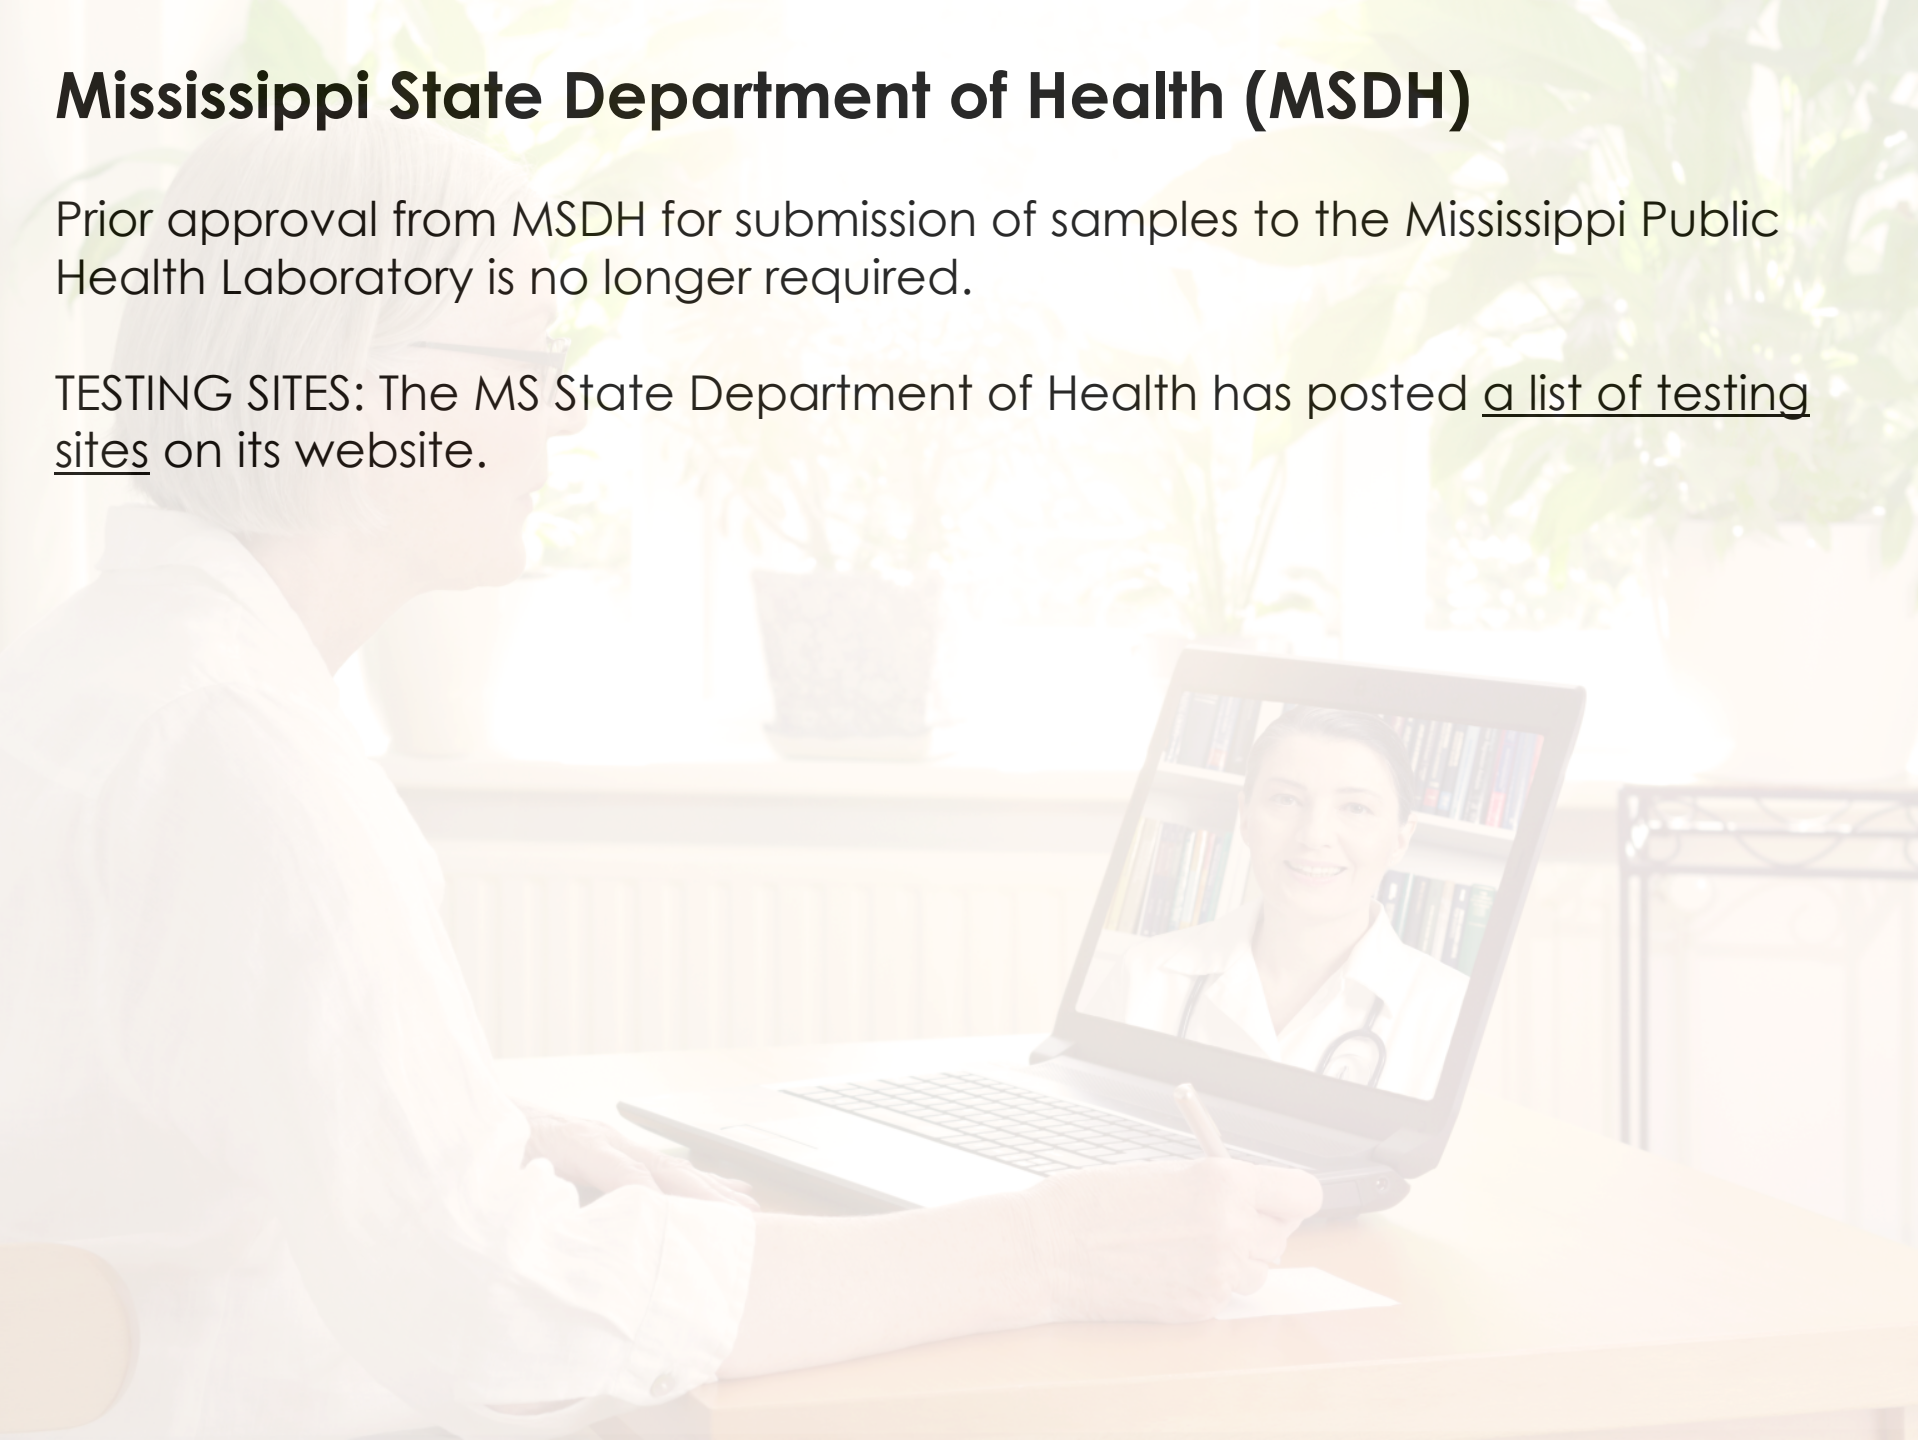 Mississippi State Department of Health (MSDH)
Prior approval from MSDH for submission of samples to the Mississippi Public
Health Laboratory is no longer required.
TESTING SITES: The MS State Department of Health has posted a list of testing
sites on its website.